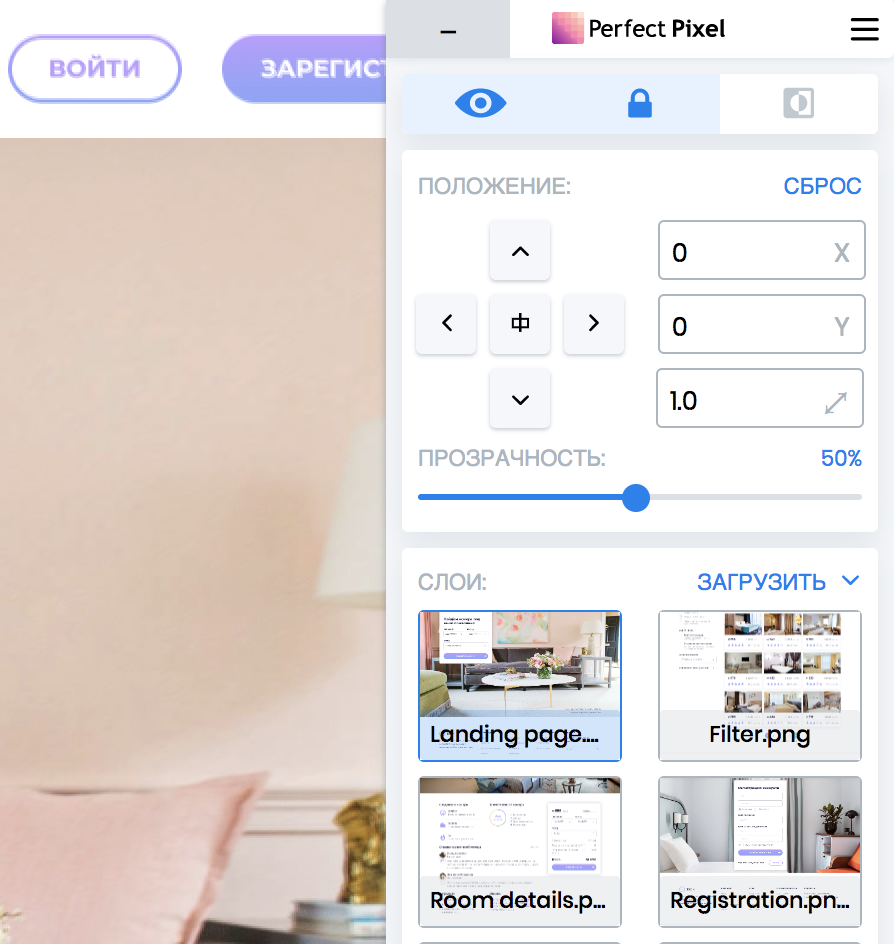 ВОЙТИ
ЗАРЕГИСТ
Perfect Pixel
ПОЛОЖЕНИЕ:
СБРОС
0 X
0 Y
1.0
ПРОЗРАЧНОСТЬ:
50%
СЛОИ:
ЗАГРУЗИТЬ
Landing page....
Filter.png
Room details.p...
Registration.pn...